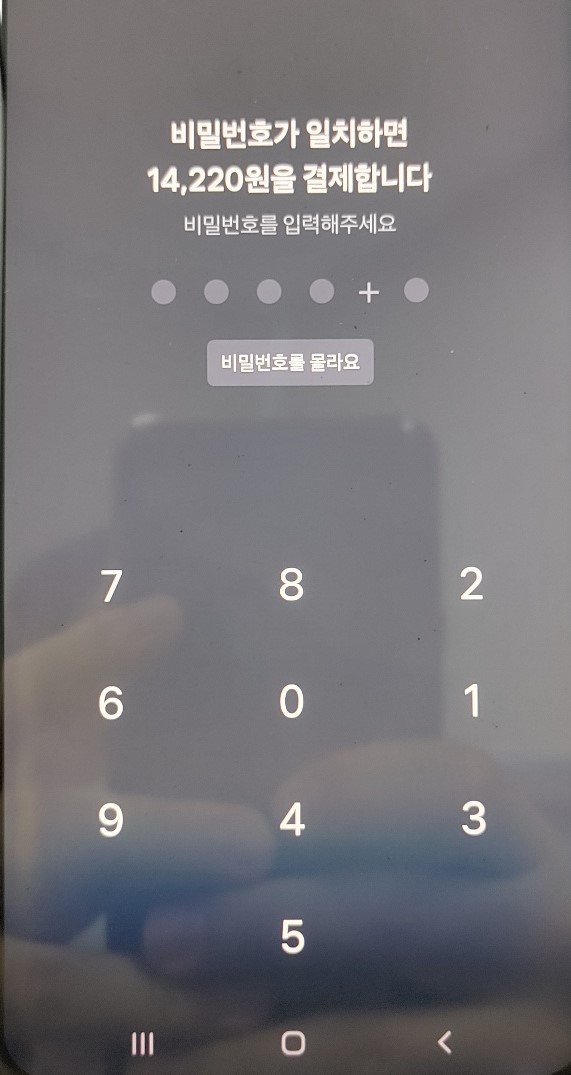 비밀번호가 일치하면
14,220원을 결제합니다
비밀번호를 입력해주세요
+
비밀번호를 몰라요
7 8 2
6 0 1
9 4 3
5